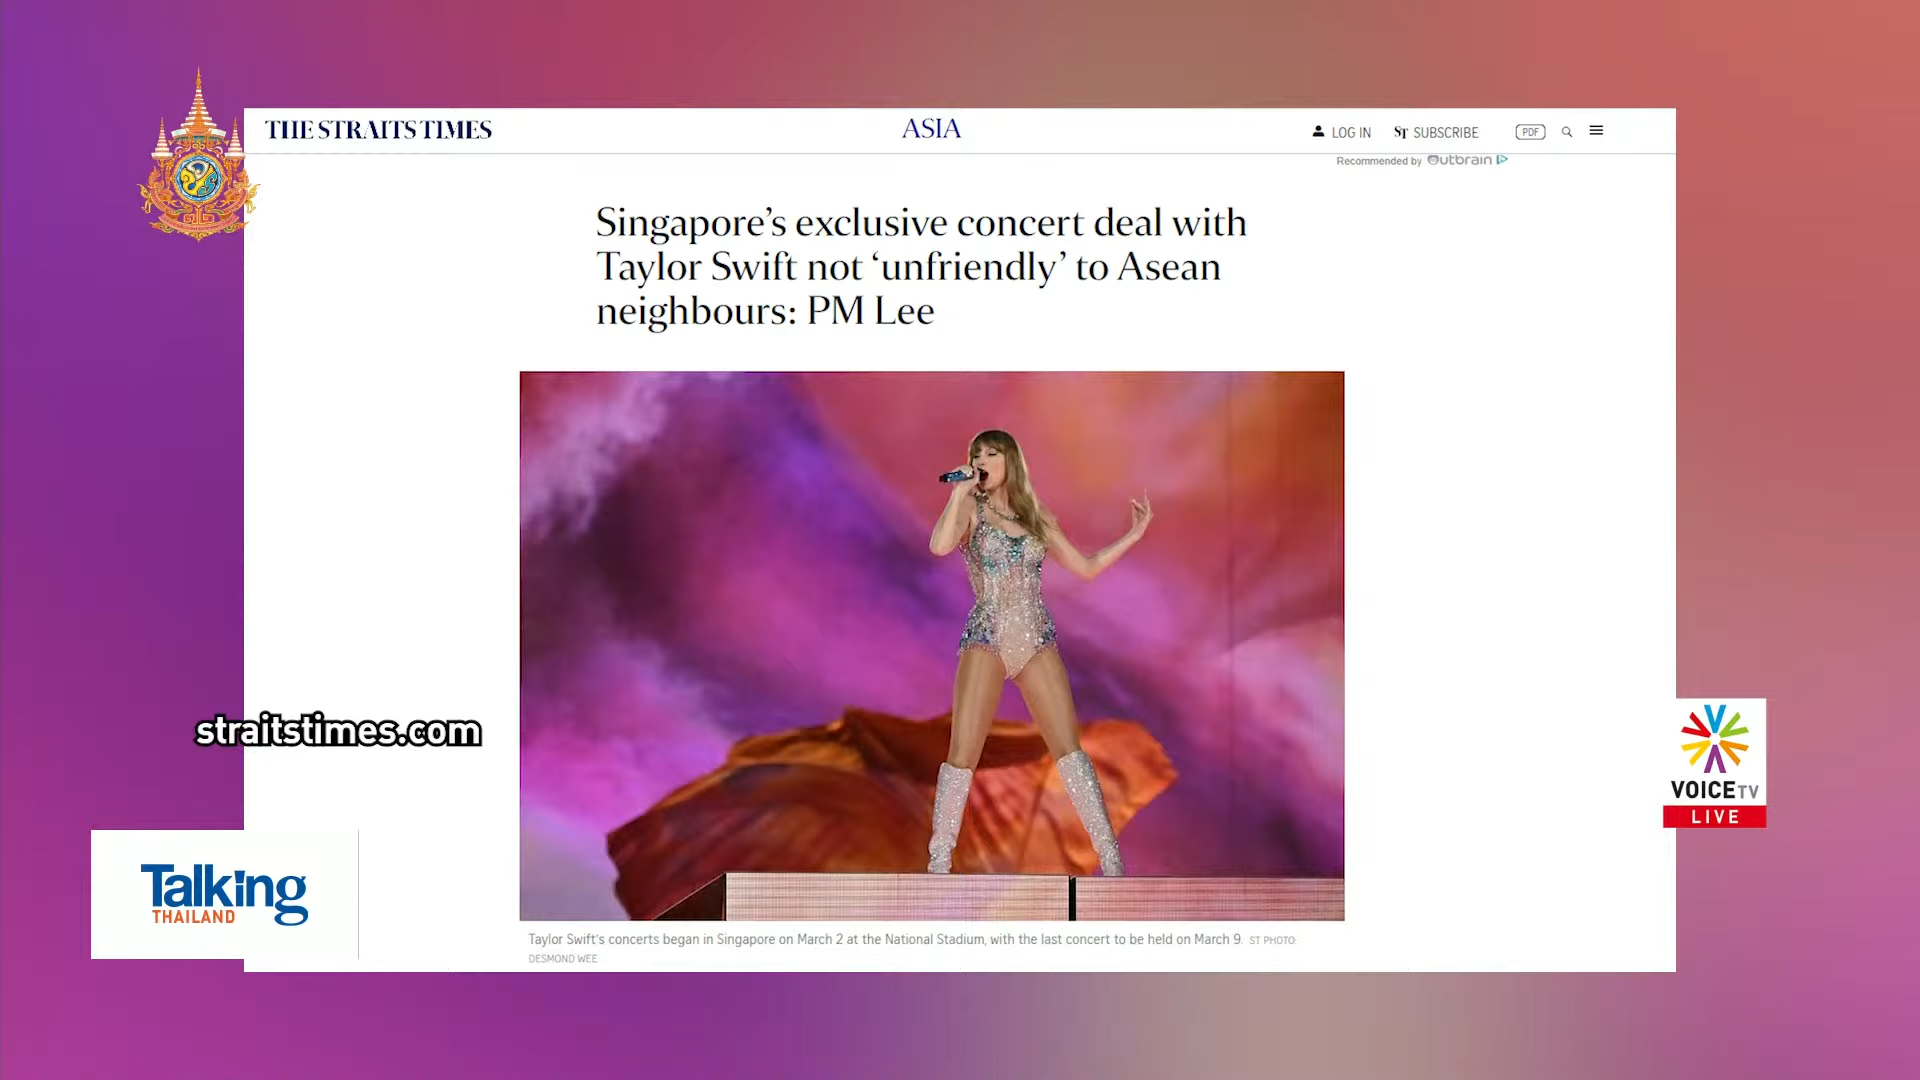 THE STRAITS TIMES
ASIA
LOG IN
ST SUBSCRIBE
PDF
Recommended by Outbrain
Singapore’s exclusive concert deal with
Taylor Swift not ‘unfriendly’ to Asean
neighbours: PM Lee
straitstimes.com
VOICE TV
LIVE
Talking
THAILAND
Taylor Swift's concerts began in Singapore on March 2 at the National Stadium, with the last concert to be held on March 9. ST PHOTO:
DESMOND WEE